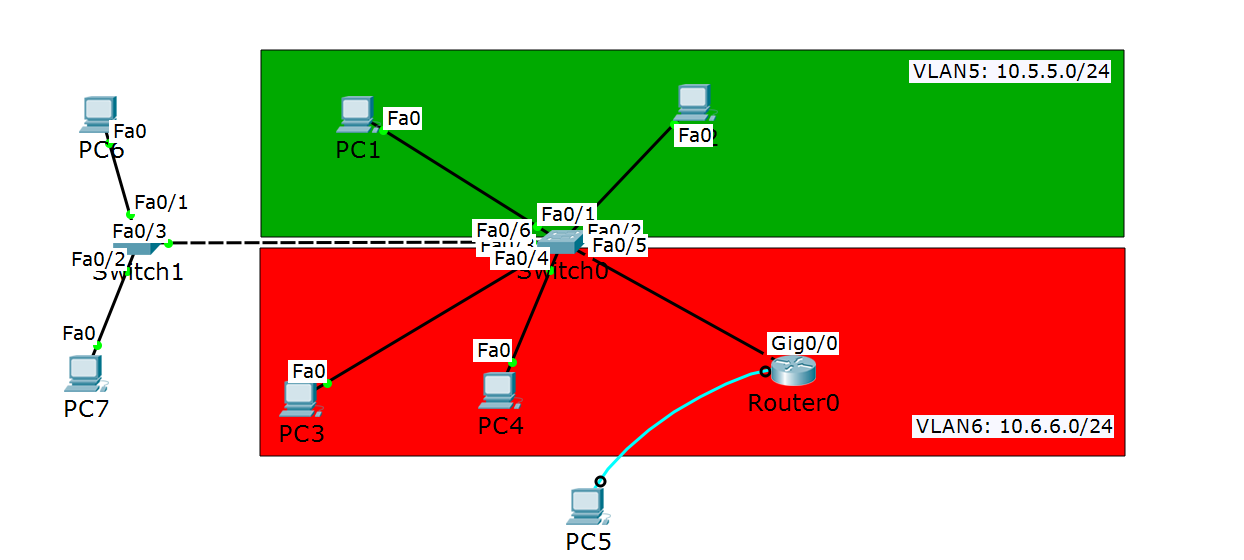 VLAN5: 10.5.5.0/24
Fa0
PC1
Fa0
Fa0
PC6
Fa0/1
Fa0/3
Fa0/2
Switch1
Fa0
PC7
Fa0/1
Fa0/6
Fa0/2
Fa0/3
Fa0/5
Fa0/4
Switch0
Gig0/0
Router0
Fa0
PC3
Fa0
PC4
VLAN6: 10.6.6.0/24
PC5